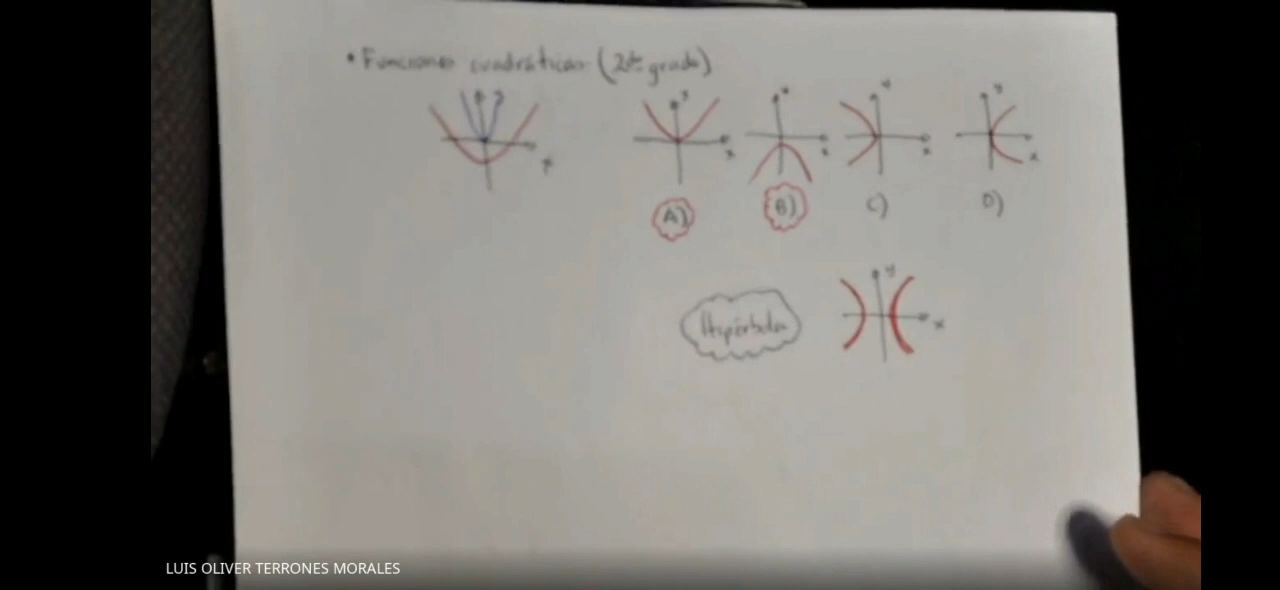 • Funciones cuadráticas (2do grado)
y
x
y
x
y
x
y
x
y
x
A)
B)
C)
D)
Hipérbola
y
x
LUIS OLIVER TERRONES MORALES